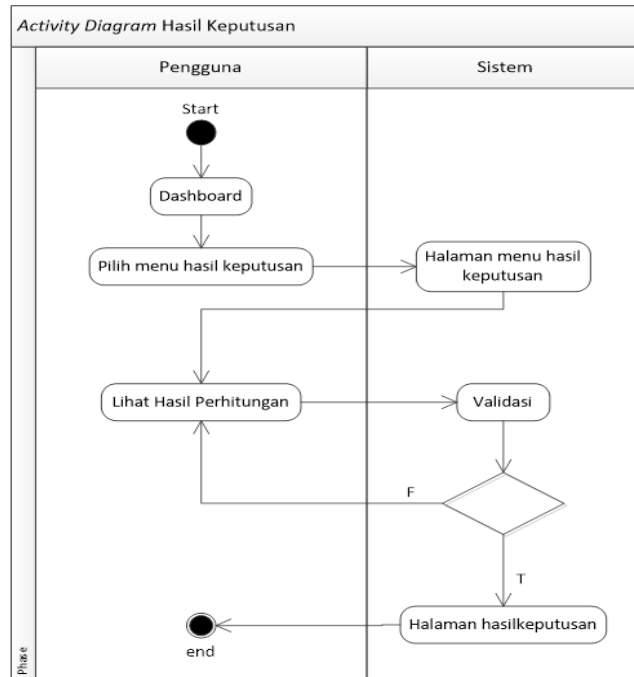 Activity Diagram Hasil Keputusan
Pengguna
Sistem
Start
Dashboard
Pilih menu hasil keputusan
Halaman menu hasil
keputusan
Lihat Hasil Perhitungan
Validasi
F
T
Halaman hasilkeputusan
end
Phase